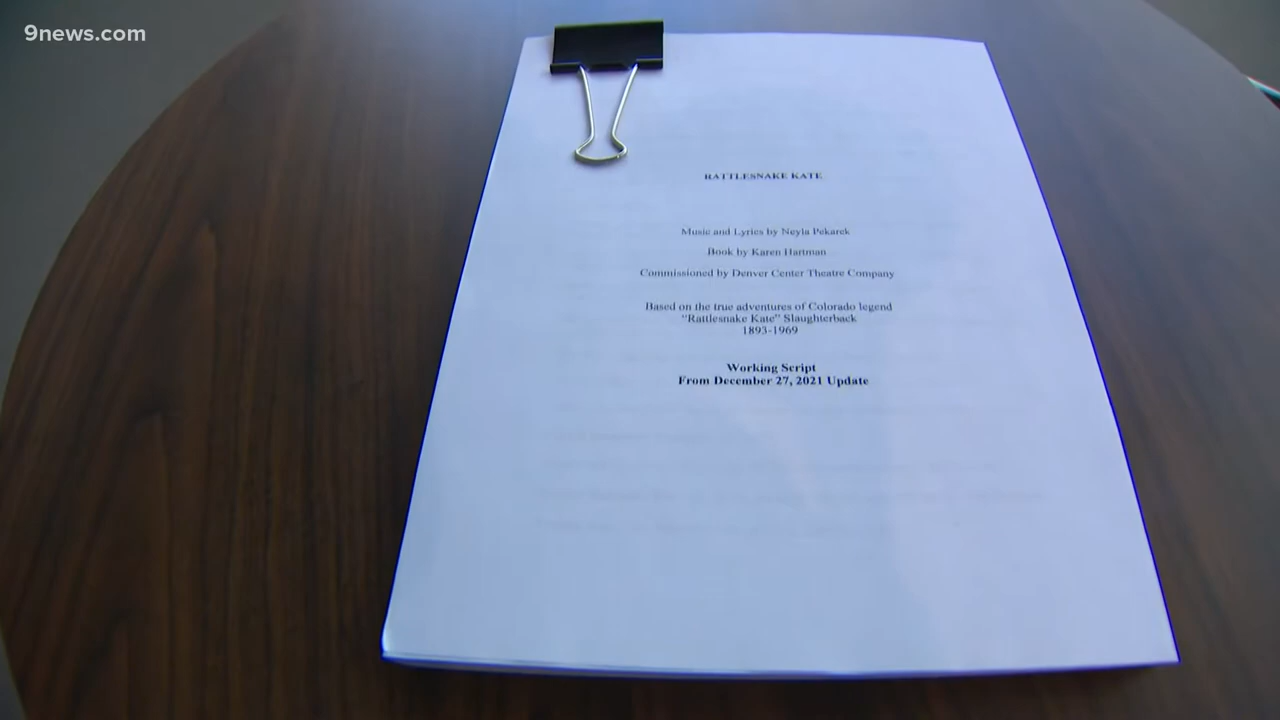 9news.com
RATTLESNAKE KATE
Music and Lyrics by Neyla Pekarek
Book by Karen Hartman
Commissioned by Denver Center Theatre Company
Based on the true adventures of Colorado legend
"Rattlesnake Kate" Slaughterback
1893-1969
Working Script
From December 27, 2021 Update